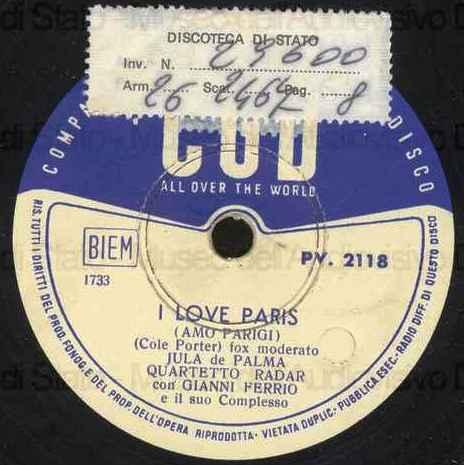 DISCOTECA DI STATO
Inv. N. 29600
Arm. 26 Scat. 2467 Pag. 8
CDD
ALL OVER THE WORLD
DISCO
BIEM
1733
PV. 2118
I LOVE PARIS
(AMO PARIGI)
(Cole Porter) fox moderato
JULA de PALMA
QUARTETTO RADAR
con GIANNI FERRIO
e il suo Complesso
RIS. TUTTI I DIRITTI DEL PROD. FONOG. E DEL PROP. DELL'OPERA RIPRODOTTA - VIETATA DUPLIC. - PUBBLICA ESEC. - RADIO DIFF. DI QUESTO DISCO